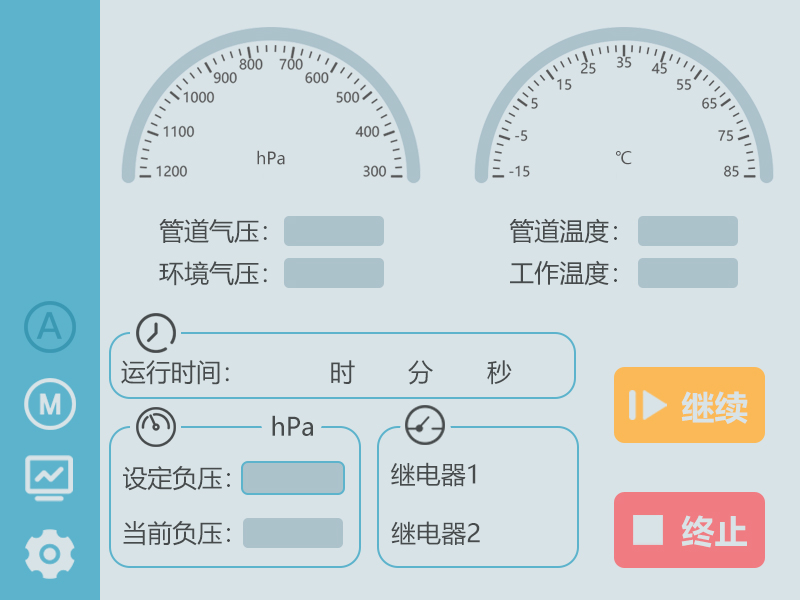 800 700
900 600
1000 500
1100 400
hPa
1200 300
25 35 45
15 55
5 65
-5 75
℃
-15 85
管道气压：
管道温度：
环境气压：
工作温度：
A
运行时间： 时 分 秒
M
hPa
设定负压：
继电器1
当前负压：
继电器2
继续
终止